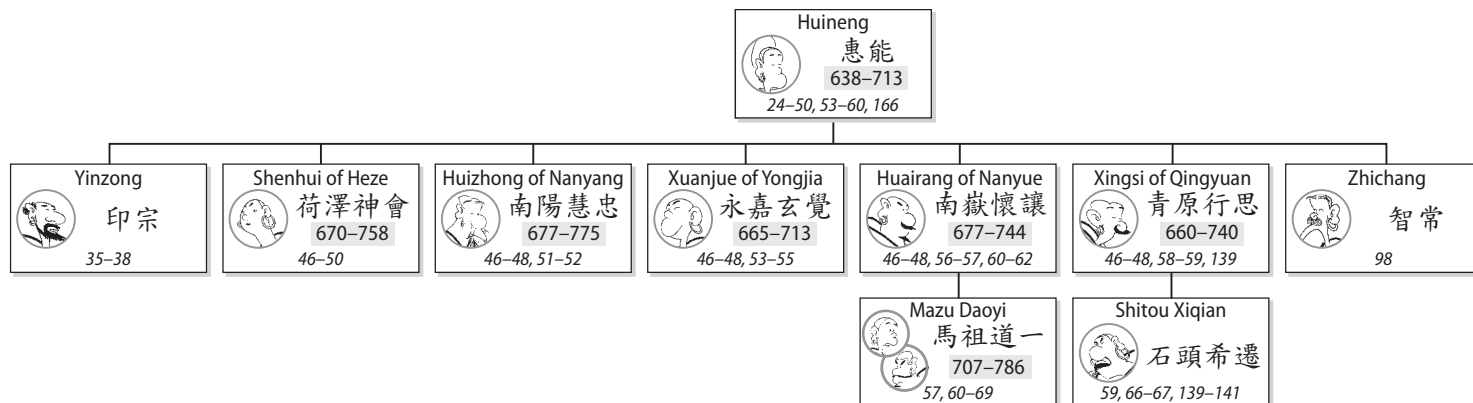 Huineng
惠能
638–713
24–50, 53–60, 166
Yinzong
印宗
35–38
Shenhui of Heze
荷澤神會
670–758
46–50
Huizhong of Nanyang
南陽慧忠
677–775
46–48, 51–52
Xuanjue of Yongjia
永嘉玄覺
665–713
46–48, 53–55
Huairang of Nanyue
南嶽懷讓
677–744
46–48, 56–57, 60–62
Xingsi of Qingyuan
青原行思
660–740
46–48, 58–59, 139
Zhichang
智常
98
Mazu Daoyi
馬祖道一
707–786
57, 60–69
Shitou Xiqian
石頭希遷
59, 66–67, 139–141